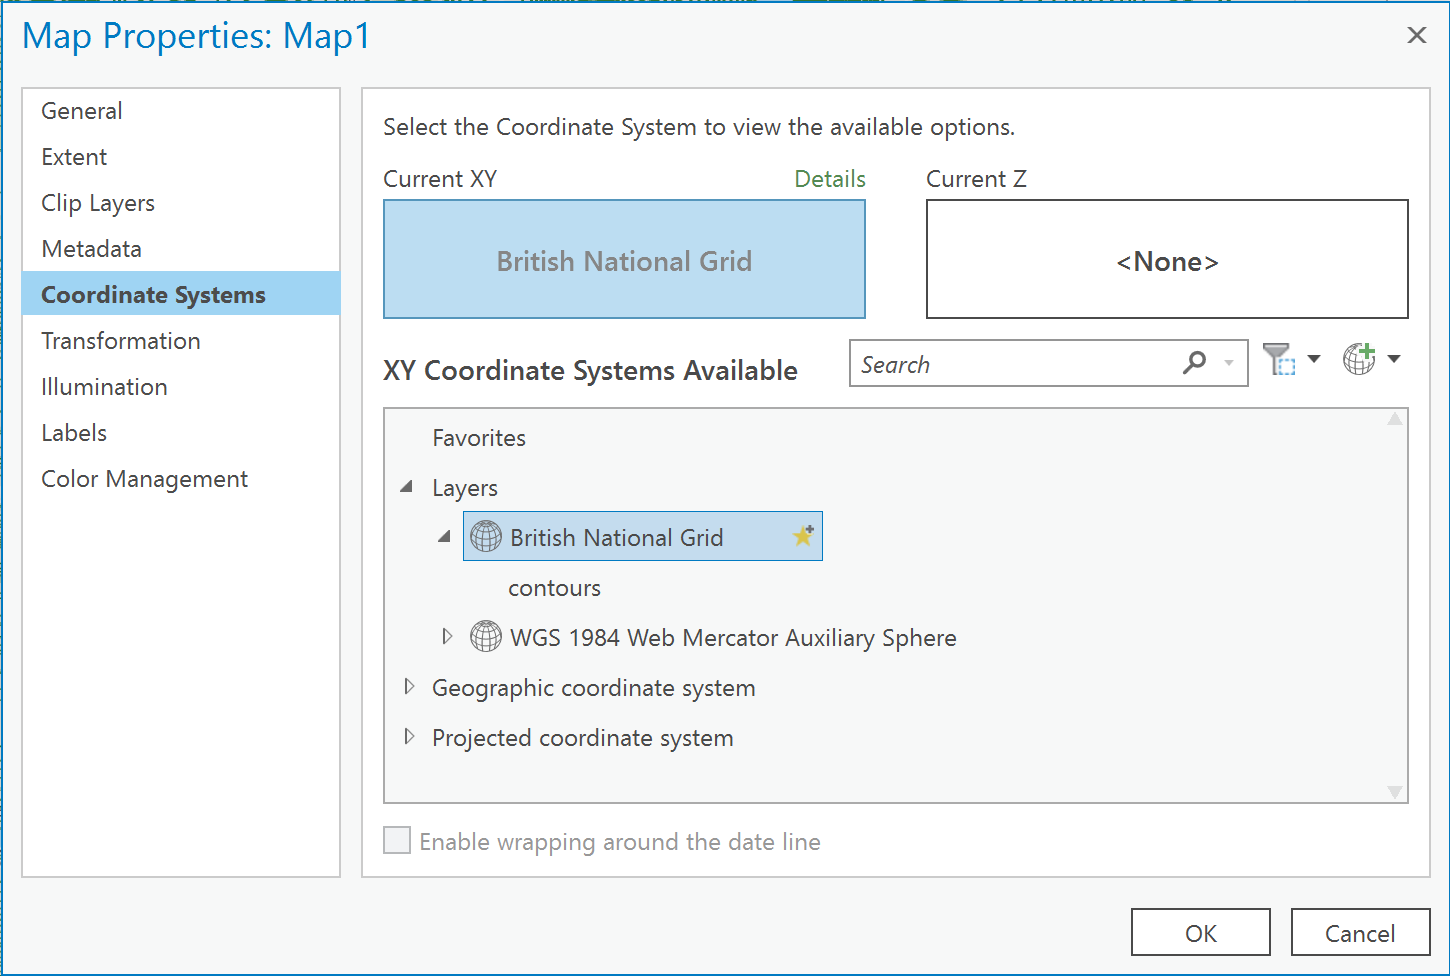 Map Properties: Map1
General
Extent
Clip Layers
Metadata
Coordinate Systems
Transformation
Illumination
Labels
Color Management
Select the Coordinate System to view the available options.
Current XY
Details
Current Z
British National Grid
<None>
XY Coordinate Systems Available
Search
Favorites
Layers
British National Grid
contours
WGS 1984 Web Mercator Auxiliary Sphere
Geographic coordinate system
Projected coordinate system
Enable wrapping around the date line
OK
Cancel